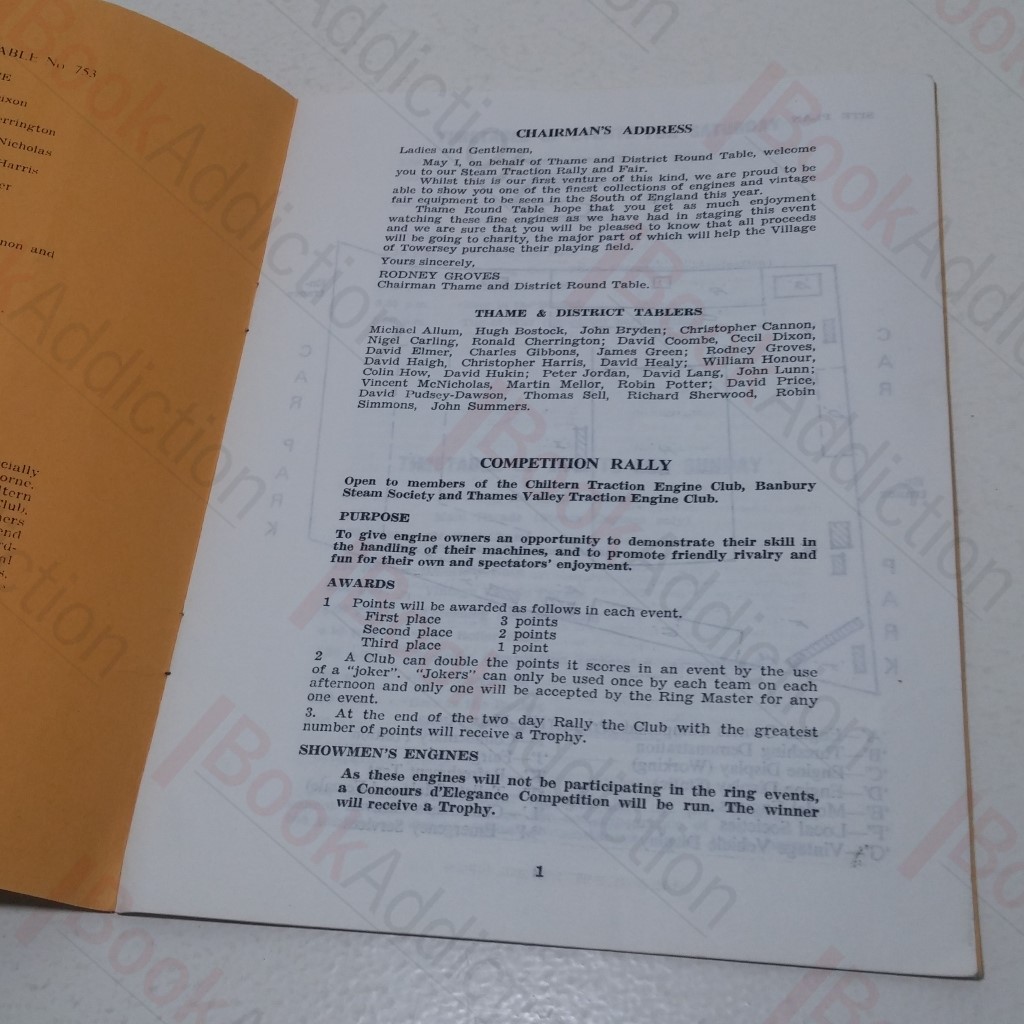 ABLE No 753
ixon
errington
Nicholas
Harris
er
non and
cially
orne.
ltern
Club.
end
CHAIRMAN'S ADDRESS
Ladies and Gentlemen,
May I, on behalf of Thame and District Round Table, welcome
you to our Steam Traction Rally and Fair.
Whilst this is our first venture of this kind, we are proud to be
able to show you one of the finest collections of engines and vintage
fair equipment to be seen in the South of England this year.
Thame Round Table hope that you get as much enjoyment
watching these fine engines as we have had in staging this event
and we are sure that you will be pleased to know that all proceeds
will be going to charity, the major part of which will help the Village
of Towersey purchase their playing field.
Yours sincerely,
RODNEY GROVES
Chairman Thame and District Round Table.
THAME & DISTRICT TABLERS
Michael Allum, Hugh Bostock, John Bryden; Christopher Cannon,
Nigel Carling, Ronald Cherrington; David Coombe, Cecil Dixon,
David Elmer, Charles Gibbons, James Green; Rodney Groves,
David Haigh, Christopher Harris, David Healy; William Honour,
Colin How, David Hukin; Peter Jordan, David Lang, John Lunn;
Vincent McNicholas, Martin Mellor, Robin Potter; David Price,
David Pudsey-Dawson, Thomas Sell, Richard Sherwood, Robin
Simmons, John Summers.
COMPETITION RALLY
Open to members of the Chiltern Traction Engine Club, Banbury
Steam Society and Thames Valley Traction Engine Club.
PURPOSE
To give engine owners an opportunity to demonstrate their skill in
the handling of their machines, and to promote friendly rivalry and
fun for their own and spectators' enjoyment.
AWARDS
1 Points will be awarded as follows in each event.
First place 3 points
Second place 2 points
Third place 1 point
2 A Club can double the points it scores in an event by the use
of a "joker". "Jokers" can only be used once by each team on each
afternoon and only one will be accepted by the Ring Master for any
one event.
3. At the end of the two day Rally the Club with the greatest
number of points will receive a Trophy.
SHOWMEN'S ENGINES
As these engines will not be participating in the ring events,
a Concours d'Elegance Competition will be run. The winner
will receive a Trophy.
1
BookAddiction